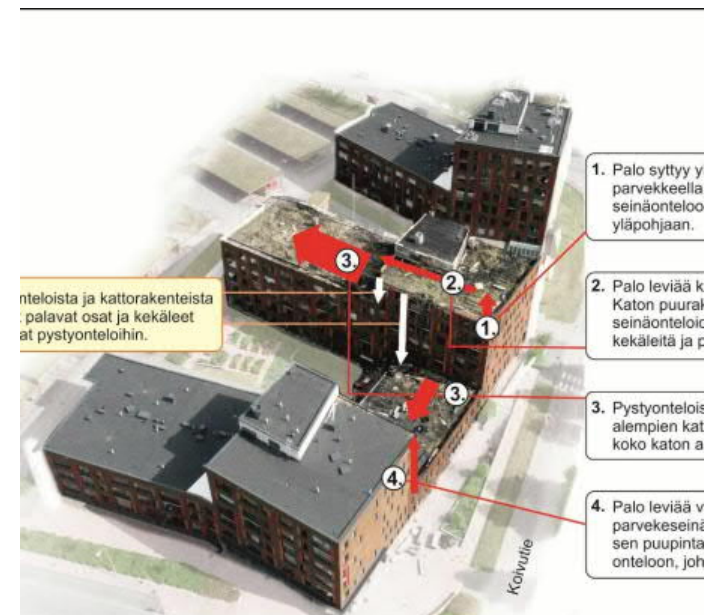 1. Palo syttyy y
parvekkeella
seinäonteloo
yläpohjaan.
2. Palo leviää k
Katon puurak
seinäonteloid
kekäleitä ja p
3. Pystyontelois
alempien kat
koko katon a
4. Palo leviää v
parvekeseinä
sen puupinta
onteloon, joh
nteloista ja kattorakenteista
t palavat osat ja kekäleet
at pystyonteloihin.
3.
2.
1.
3.
4.
Koivutie